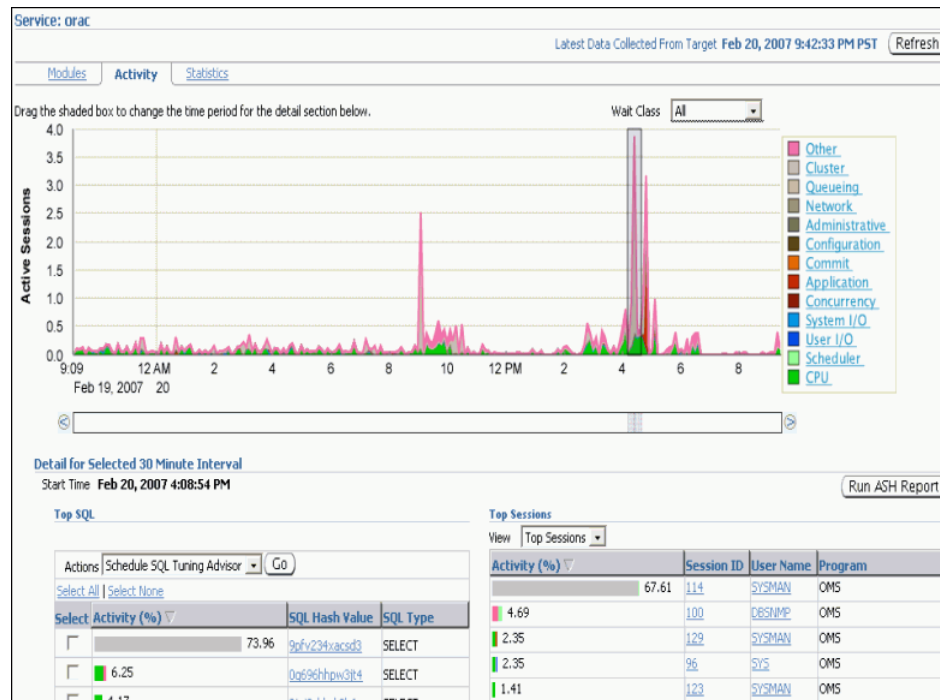 Service: orac
Latest Data Collected From Target Feb 20, 2007 9:42:33 PM PST Refresh
Modules Activity Statistics
Drag the shaded box to change the time period for the detail section below.
Wait Class All
4.0
3.5
3.0
2.5
2.0
1.5
1.0
0.5
0.0
Active Sessions
9:09 12 AM 2 4 6 8 10 12 PM 2 4 6 8
Feb 19, 2007 20
Other
Cluster
Queueing
Network
Administrative
Configuration
Commit
Application
Concurrency
System I/O
User I/O
Scheduler
CPU
Detail for Selected 30 Minute Interval
Start Time Feb 20, 2007 4:08:54 PM
Run ASH Report
Top SQL
Actions Schedule SQL Tuning Advisor Go
Select All | Select None
Select Activity (%) SQL Hash Value SQL Type
73.96 9pfv234xacsd3 SELECT
6.25 0g696hhpw3jt4 SELECT
Top Sessions
View Top Sessions
Activity (%) Session ID User Name Program
67.61 114 SYSMAN OMS
4.69 100 DBSNMP OMS
2.35 129 SYSMAN OMS
2.35 96 SYS OMS
1.41 123 SYSMAN OMS